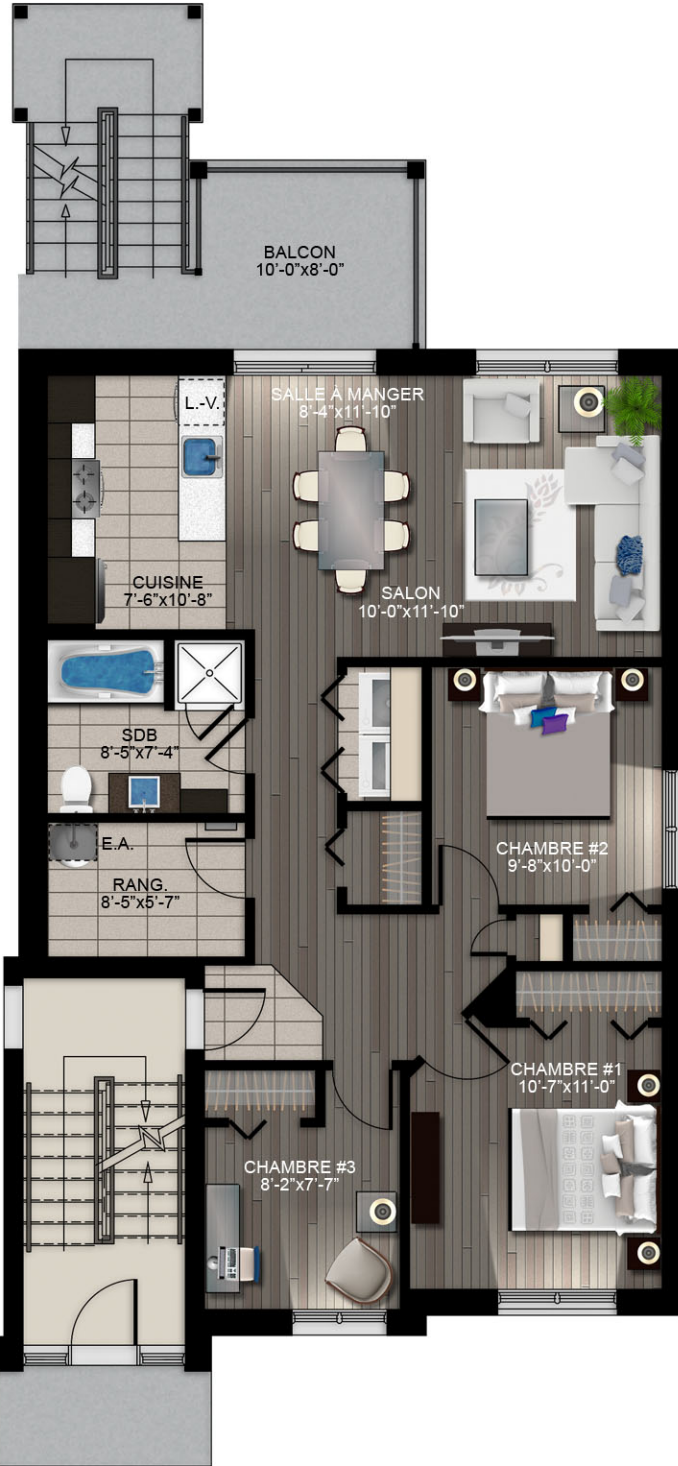 BALCON
10'-0"x8'-0"
L.-V.
SALLE À MANGER
8'-4"x11'-10"
CUISINE
7'-6"x10'-8"
SALON
10'-0"x11'-10"
SDB
8'-5"x7'-4"
E.A.
RANG.
8'-5"x5'-7"
CHAMBRE #2
9'-8"x10'-0"
CHAMBRE #1
10'-7"x11'-0"
CHAMBRE #3
8'-2"x7'-7"